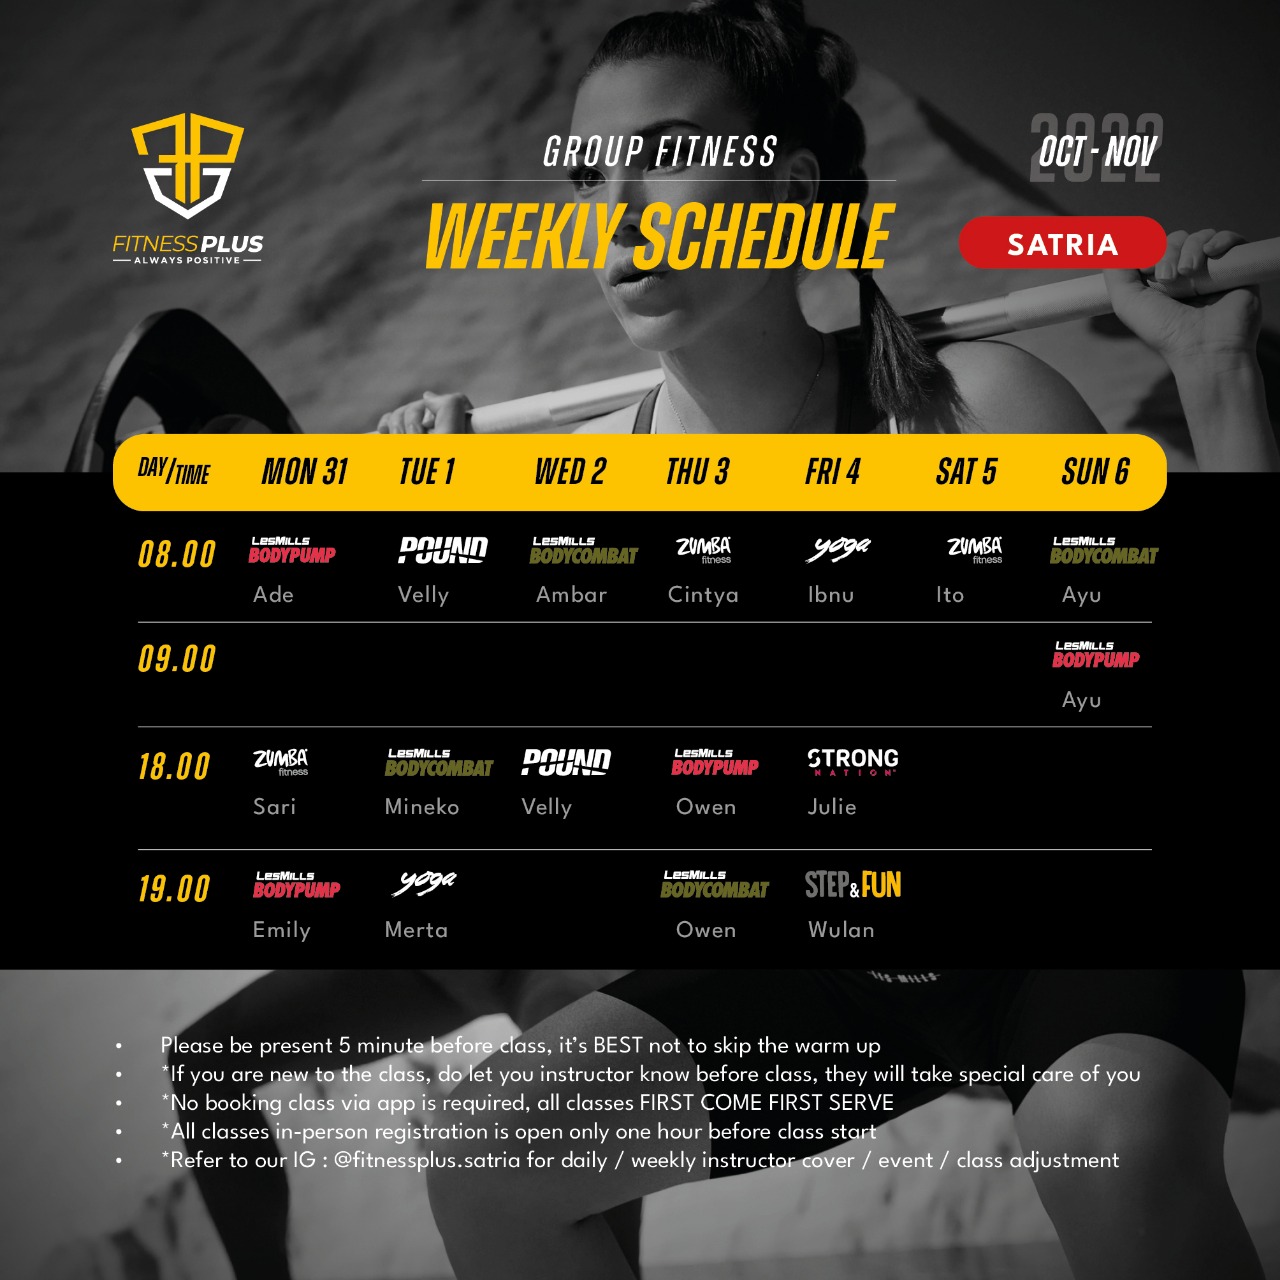 FITNESS PLUS
ALWAYS POSITIVE
GROUP FITNESS
WEEKLY SCHEDULE
2022
OCT - NOV
SATRIA
DAY/TIME MON 31 TUE 1 WED 2 THU 3 FRI 4 SAT 5 SUN 6
08.00 LesMILLS BODYPUMP POUND LesMILLS BODYCOMBAT ZUMBA fitness yoga ZUMBA fitness LesMILLS BODYCOMBAT
Ade Velly Ambar Cintya Ibnu Ito Ayu
09.00 LesMILLS BODYPUMP
Ayu
18.00 ZUMBA fitness LesMILLS BODYCOMBAT POUND LesMILLS BODYPUMP STRONG NATION
Sari Mineko Velly Owen Julie
19.00 LesMILLS BODYPUMP yoga LesMILLS BODYCOMBAT STEP & FUN
Emily Merta Owen Wulan
LES MILLS
• Please be present 5 minute before class, it's BEST not to skip the warm up
• *If you are new to the class, do let you instructor know before class, they will take special care of you
• *No booking class via app is required, all classes FIRST COME FIRST SERVE
• *All classes in-person registration is open only one hour before class start
• *Refer to our IG : @fitnessplus.satria for daily / weekly instructor cover / event / class adjustment